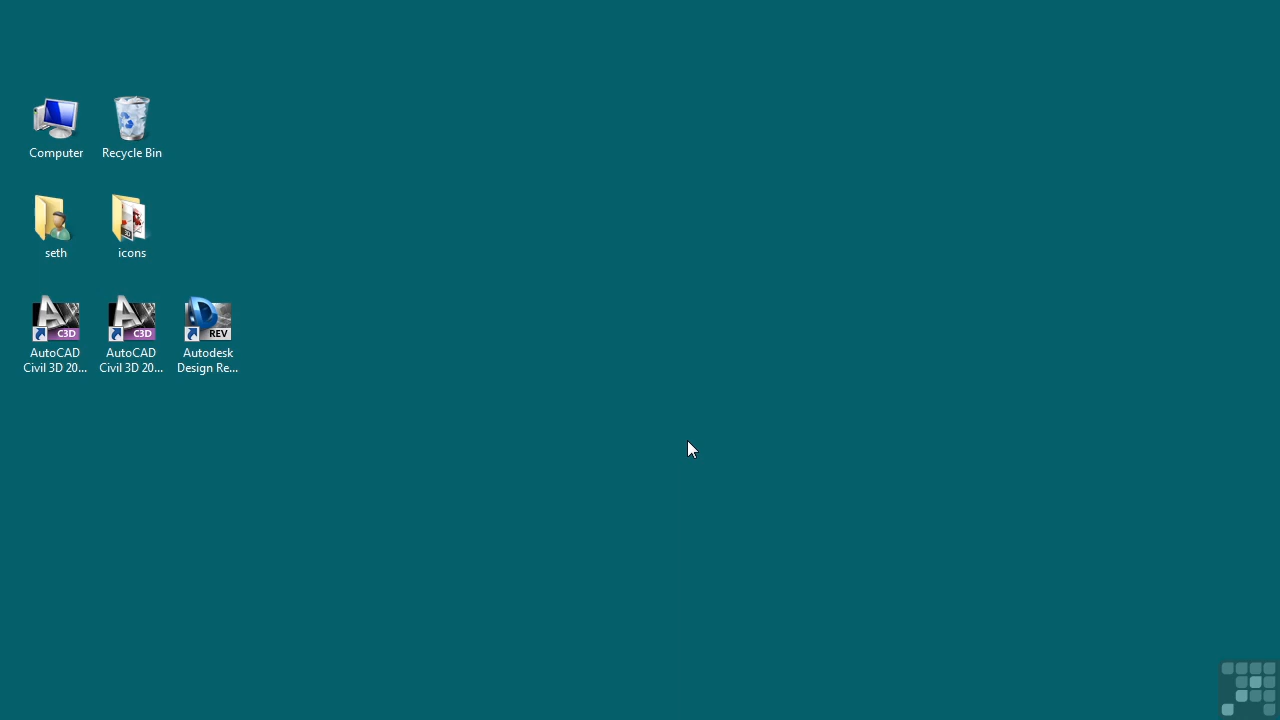 Computer
Recycle Bin
seth
icons
C3D
C3D
REV
AutoCAD
Civil 3D 20...
AutoCAD
Civil 3D 20...
Autodesk
Design Re...